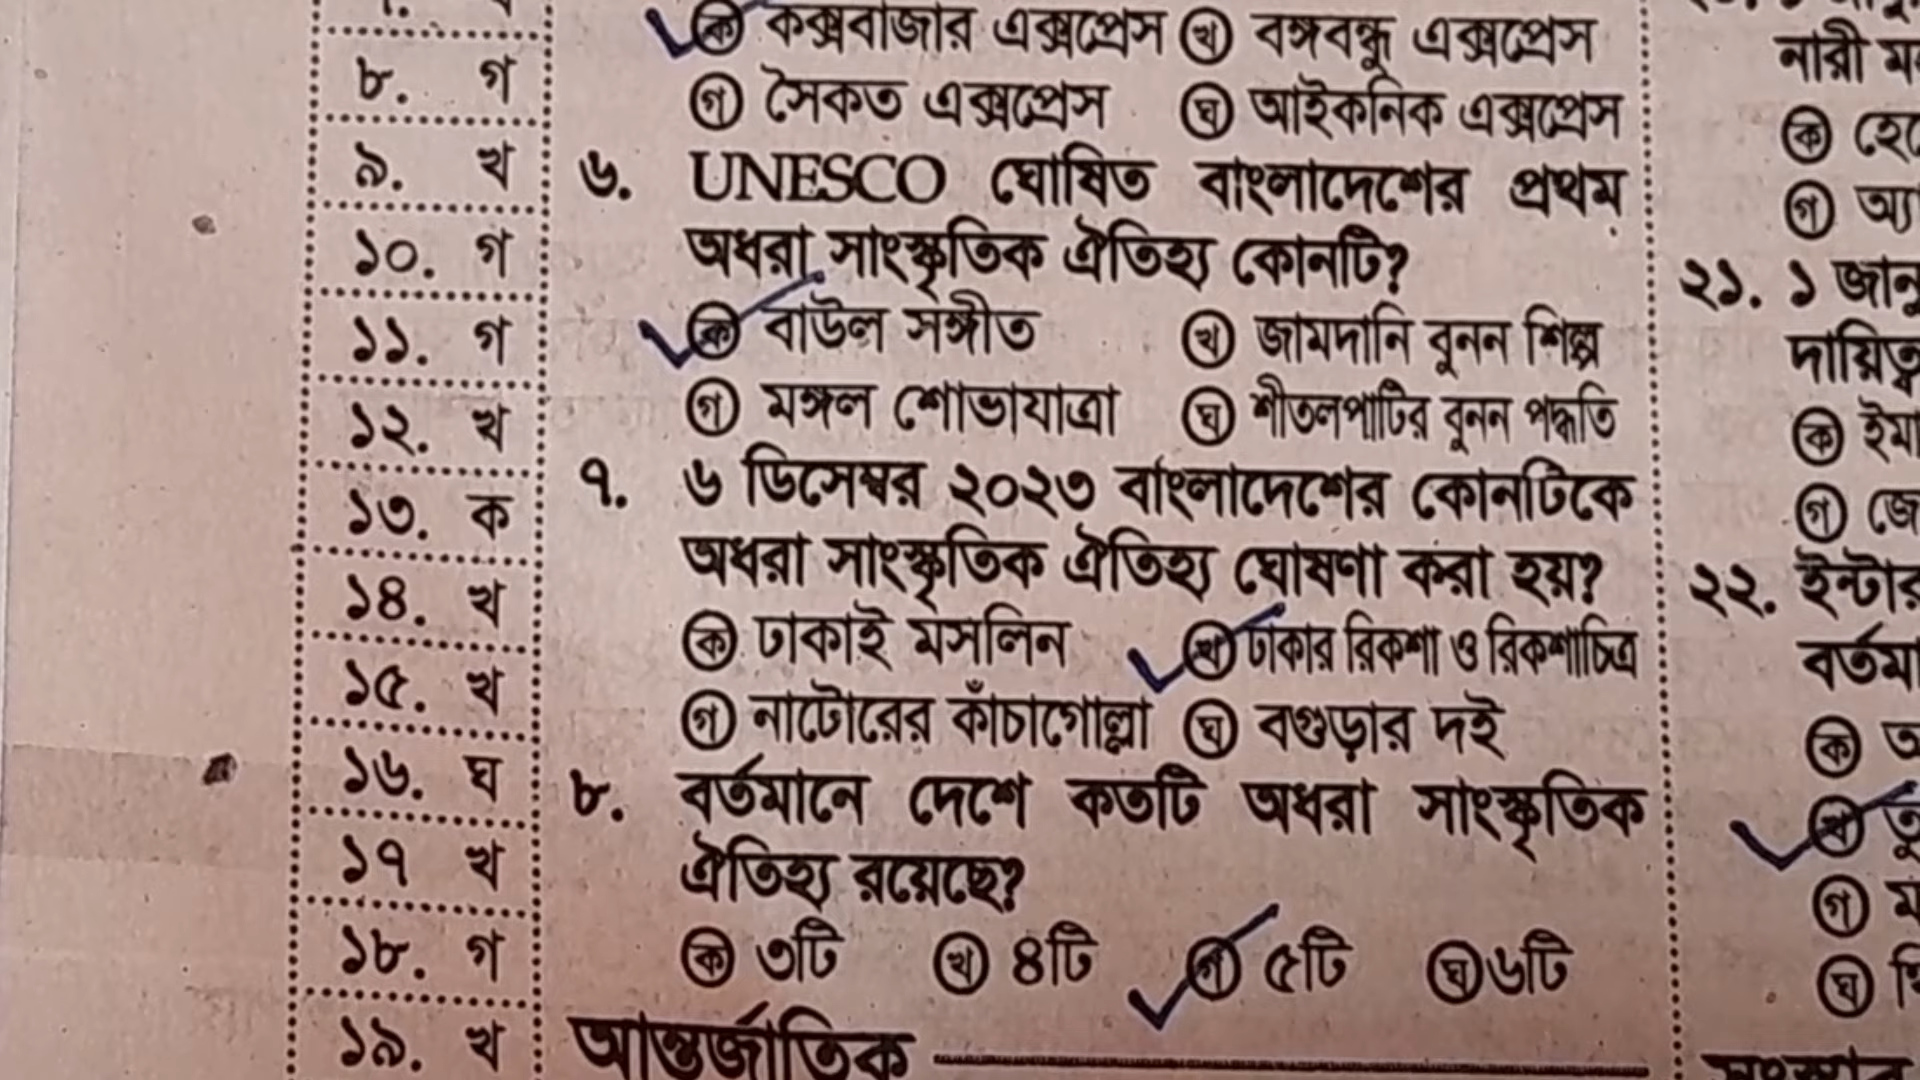 ৮. গ
৯. খ
১০. গ
১১. গ
১২. খ
১৩. ক
১৪. খ
১৫. খ
১৬. ঘ
১৭ খ
১৮. গ
১৯. খ
ক কক্সবাজার এক্সপ্রেস খ বঙ্গবন্ধু এক্সপ্রেস
গ সৈকত এক্সপ্রেস ঘ আইকনিক এক্সপ্রেস
৬. UNESCO ঘোষিত বাংলাদেশের প্রথম
অধরা সাংস্কৃতিক ঐতিহ্য কোনটি?
ক বাউল সঙ্গীত খ জামদানি বুনন শিল্প
গ মঙ্গল শোভাযাত্রা ঘ শীতলপাটির বুনন পদ্ধতি
৭. ৬ ডিসেম্বর ২০২৩ বাংলাদেশের কোনটিকে
অধরা সাংস্কৃতিক ঐতিহ্য ঘোষণা করা হয়?
ক ঢাকাই মসলিন খ ঢাকার রিকশা ও রিকশাচিত্র
গ নাটোরের কাঁচাগোল্লা ঘ বগুড়ার দই
৮. বর্তমানে দেশে কতটি অধরা সাংস্কৃতিক
ঐতিহ্য রয়েছে?
ক ৩টি খ ৪টি গ ৫টি ঘ ৬টি
আন্তর্জাতিক
নারী
ক
গ
২১. ১
ক
গ
২২.
ক
খ
গ
ঘ